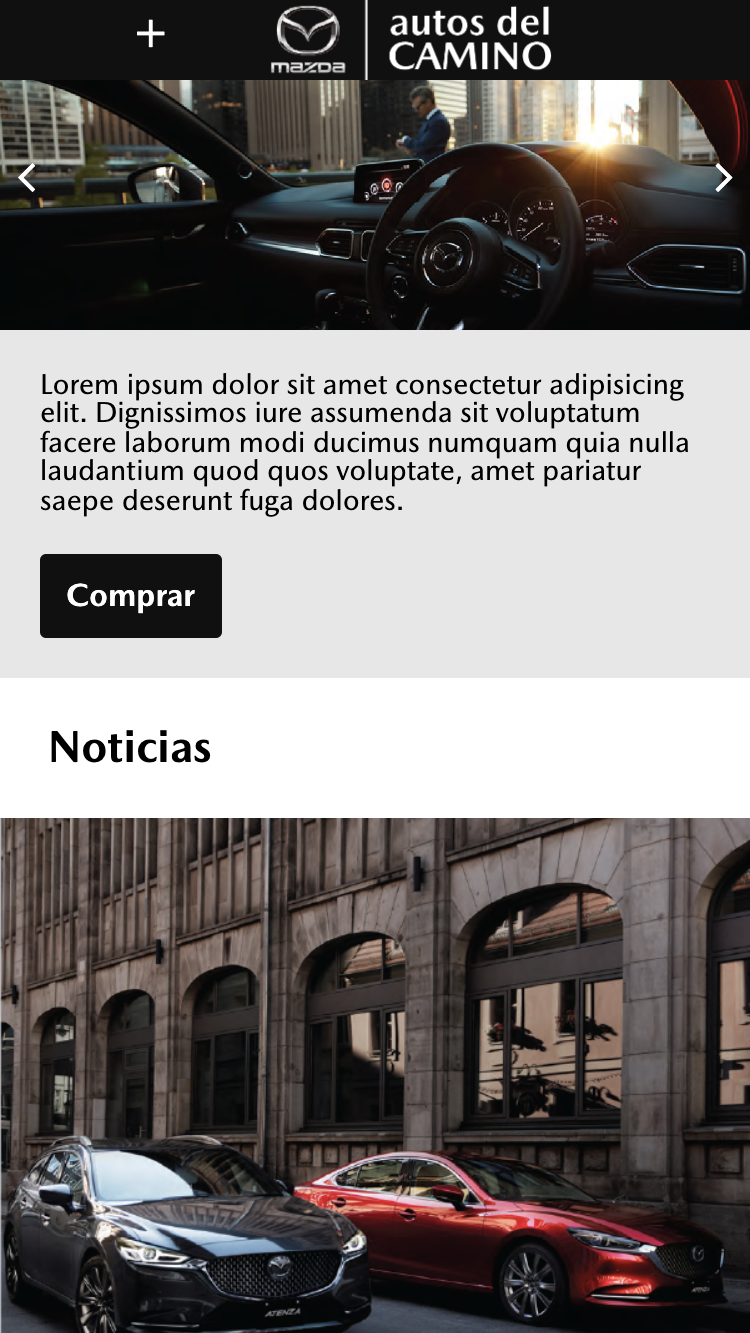 mazda
autos del
CAMINO
Lorem ipsum dolor sit amet consectetur adipisicing
elit. Dignissimos iure assumenda sit voluptatum
facere laborum modi ducimus numquam quia nulla
laudantium quod quos voluptate, amet pariatur
saepe deserunt fuga dolores.
Comprar
Noticias
ATENZA
ATENZA